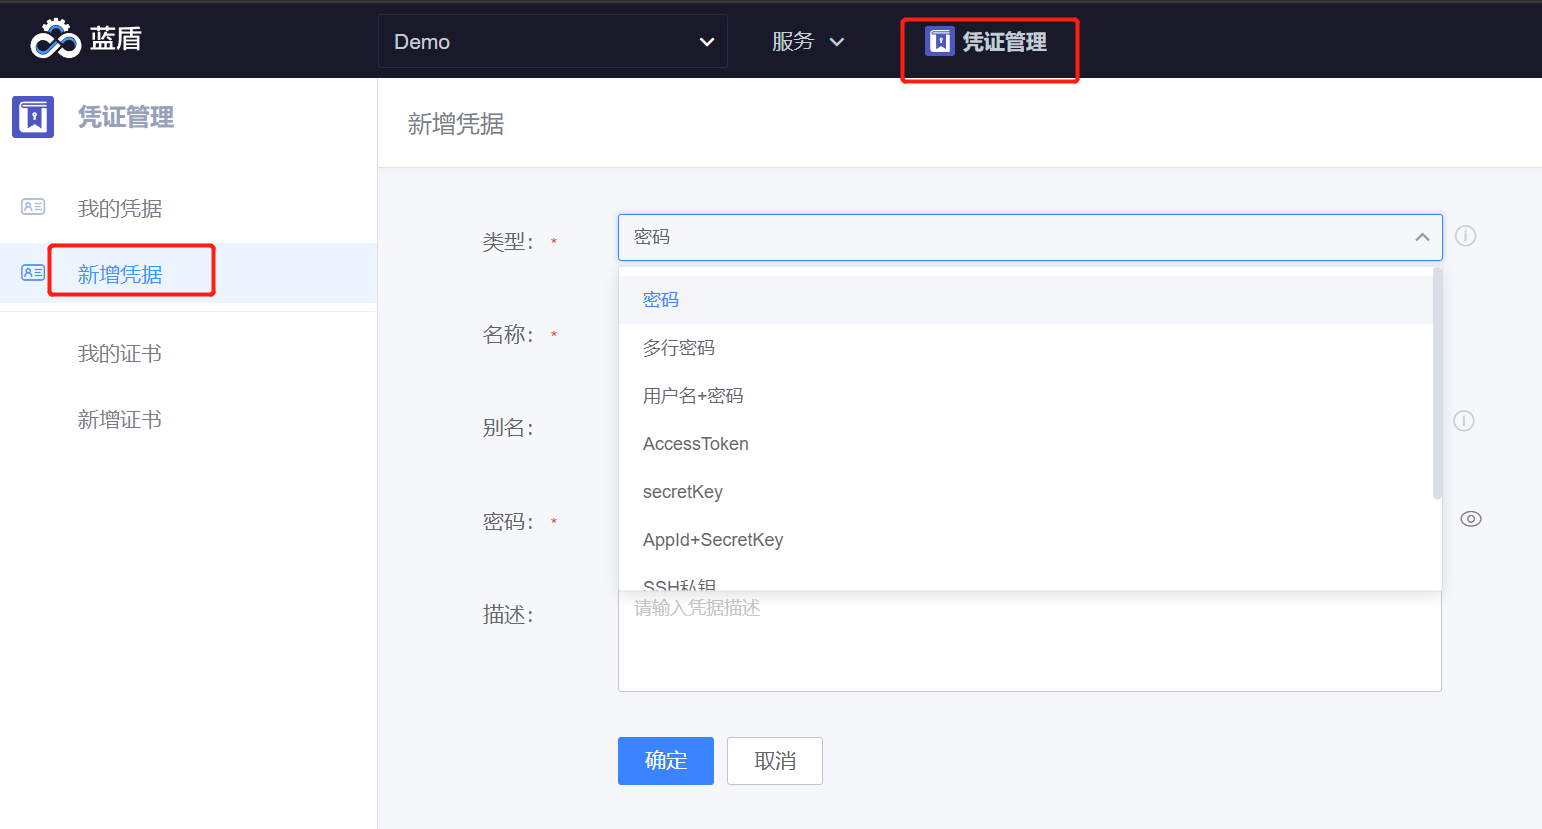 蓝盾
Demo
服务
凭证管理
凭证管理
我的凭据
新增凭据
我的证书
新增证书
新增凭据
类型: *
密码
密码
多行密码
用户名+密码
AccessToken
secretKey
AppId+SecretKey
SSH私钥
名称: *
别名:
密码: *
描述:
请输入凭据描述
确定
取消